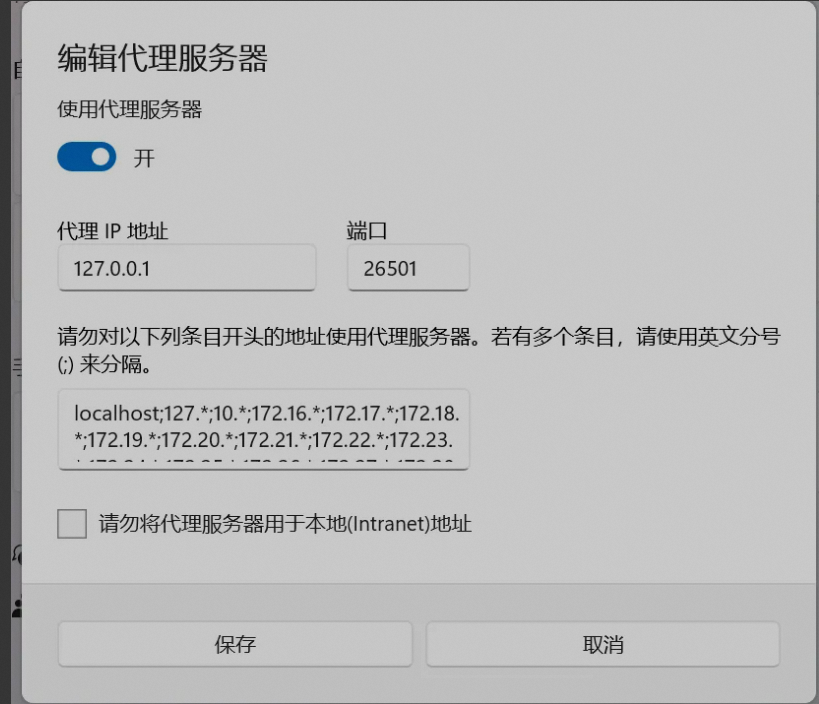 编辑代理服务器
使用代理服务器
开
代理 IP 地址
端口
127.0.0.1
26501
请勿对以下列条目开头的地址使用代理服务器。若有多个条目，请使用英文分号
(;) 来分隔。
localhost;127.*;10.*;172.16.*;172.17.*;172.18.
*;172.19.*;172.20.*;172.21.*;172.22.*;172.23.
请勿将代理服务器用于本地(Intranet)地址
保存
取消